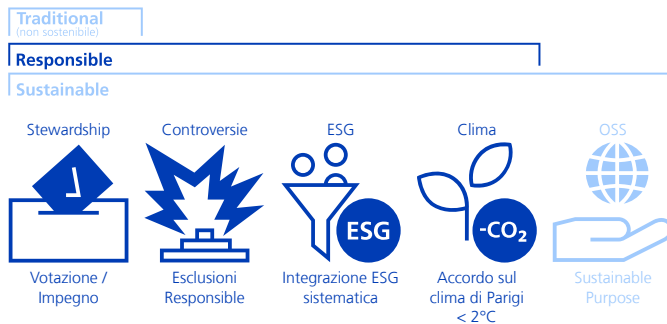 Traditional
(non sostenibile)
Responsible
Sustainable
Stewardship
Controversie
ESG
Clima
OSS
ESG
-CO₂
Votazione /
Impegno
Esclusioni
Responsible
Integrazione ESG
sistematica
Accordo sul
clima di Parigi
< 2°C
Sustainable
Purpose